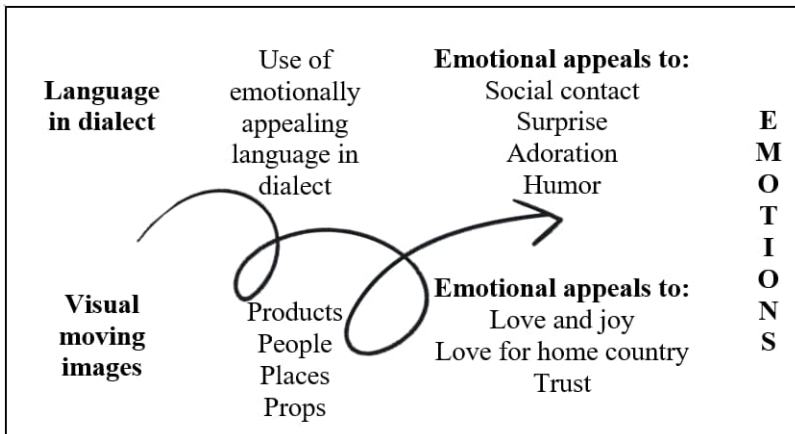 Language
in dialect
Use of
emotionally
appealing
language in
dialect
Emotional appeals to:
Social contact
Surprise
Adoration
Humor
Visual
moving
images
Products
People
Places
Props
Emotional appeals to:
Love and joy
Love for home country
Trust
E
M
O
T
I
O
N
S